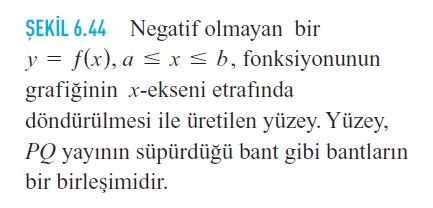 ŞEKİL 6.44 Negatif olmayan bir
y = f(x), a ≤ x ≤ b, fonksiyonunun
grafiğinin x-ekseni etrafında
döndürülmesi ile üretilen yüzey. Yüzey,
PQ yayının süpürdüğü bant gibi bantların
bir birleşimidir.